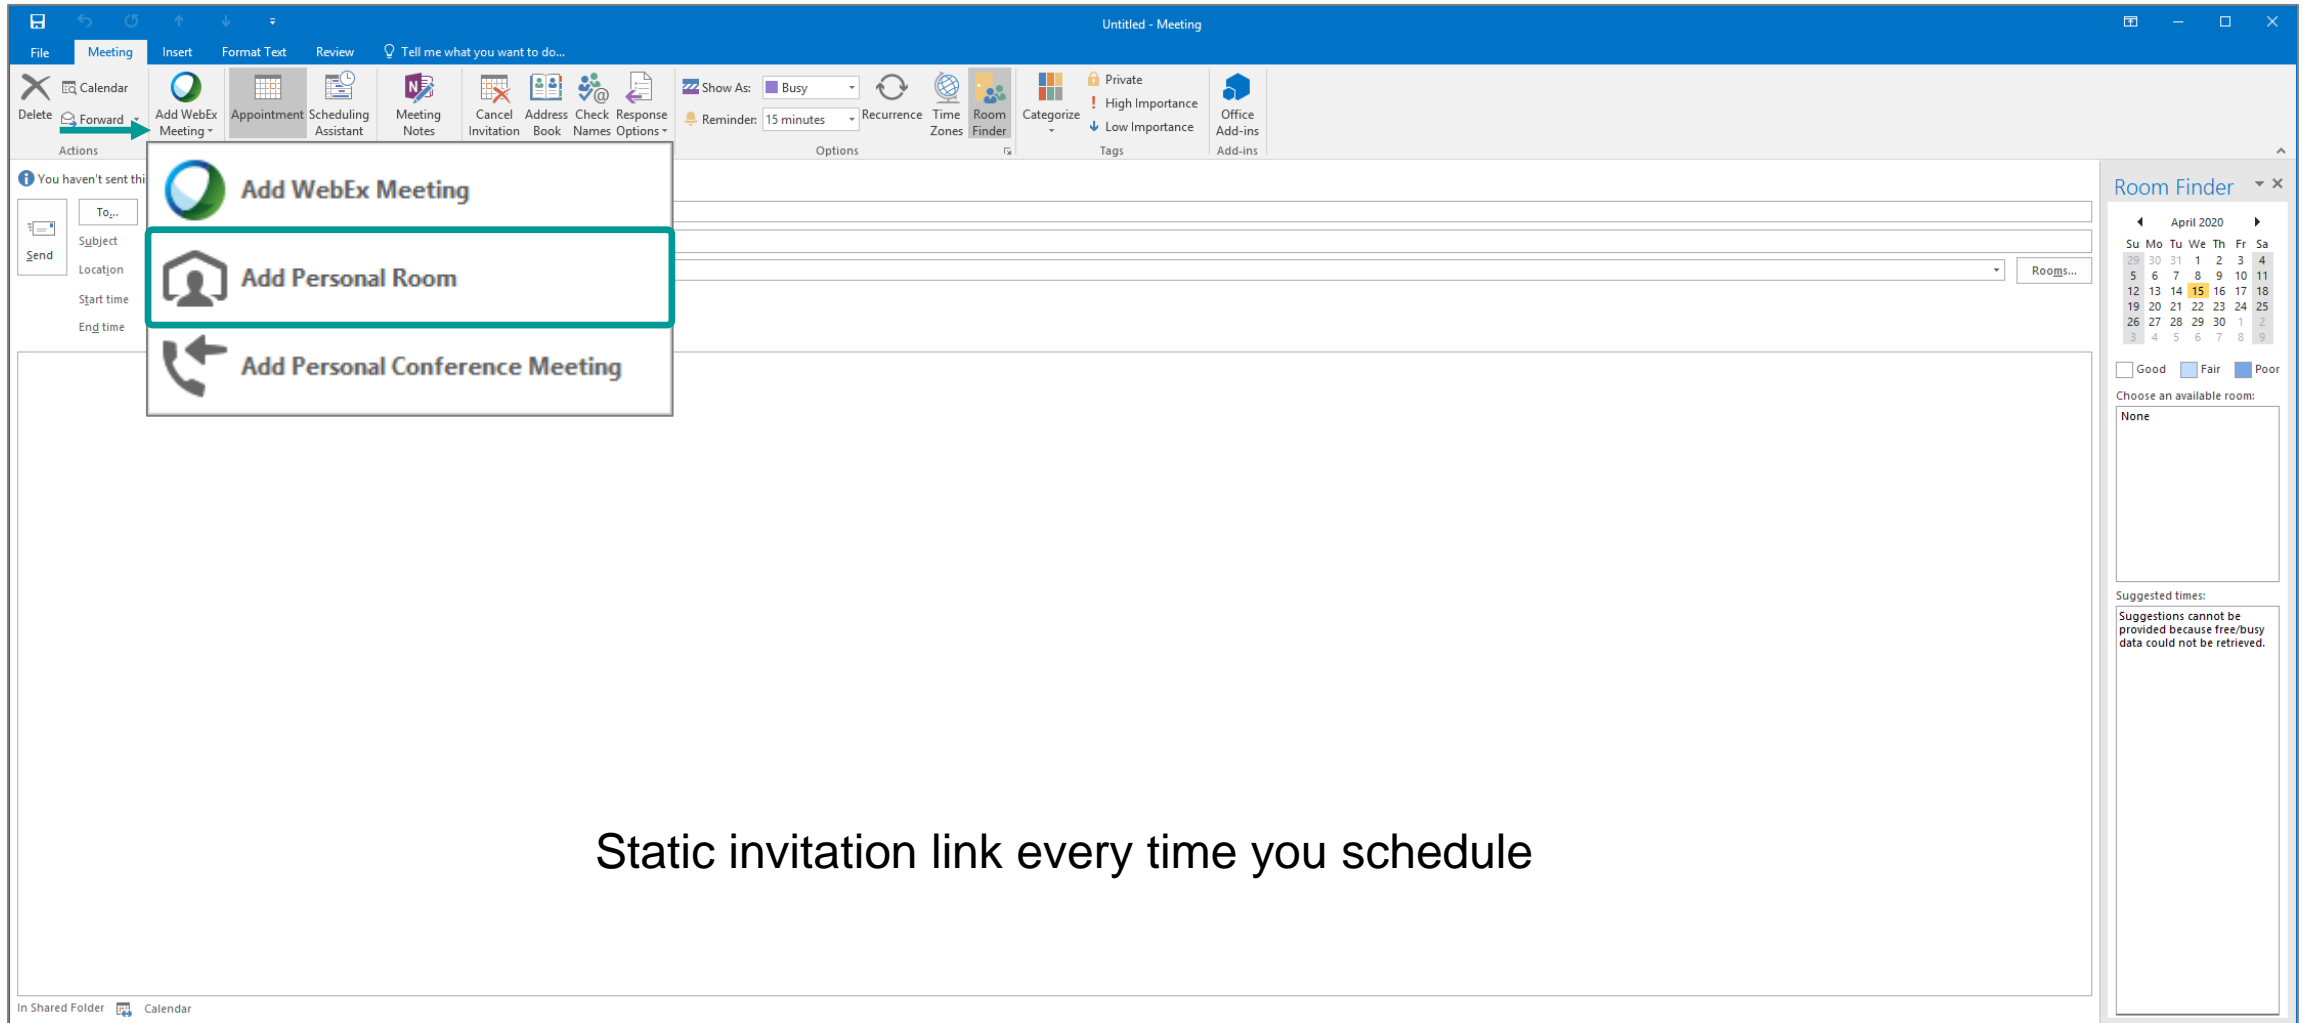 Untitled - Meeting
File Meeting Insert Format Text Review Tell me what you want to do...
Delete
Calendar
Forward
Actions
Add WebEx
Meeting
Appointment
Scheduling
Assistant
Meeting
Notes
Cancel
Invitation
Address
Book
Check
Names
Response
Options
Show As: Busy
Reminder: 15 minutes
Recurrence
Time
Zones
Room
Finder
Options
Categorize
Private
High Importance
Low Importance
Tags
Office
Add-ins
Add-ins
You haven't sent thi
Send
To...
Subject
Location
Rooms...
Start time
End time
Add WebEx Meeting
Add Personal Room
Add Personal Conference Meeting
Static invitation link every time you schedule
Room Finder
April 2020
Su Mo Tu We Th Fr Sa
29 30 31 1 2 3 4
5 6 7 8 9 10 11
12 13 14 15 16 17 18
19 20 21 22 23 24 25
26 27 28 29 30 1 2
3 4 5 6 7 8 9
Good Fair Poor
Choose an available room:
None
Suggested times:
Suggestions cannot be
provided because free/busy
data could not be retrieved.
In Shared Folder Calendar